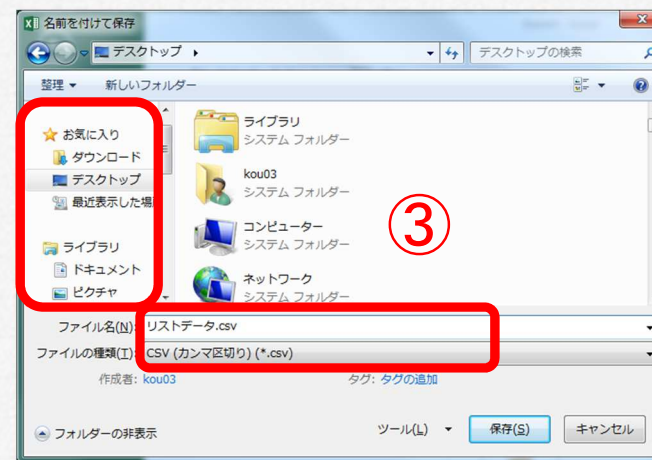 名前を付けて保存
デスクトップ
デスクトップの検索
整理
新しいフォルダー
お気に入り
ダウンロード
デスクトップ
最近表示した場
ライブラリ
ドキュメント
ピクチャ
ライブラリ
システム フォルダー
kou03
システム フォルダー
コンピューター
システム フォルダー
ネットワーク
システム フォルダー
③
ファイル名(N): リストデータ.csv
ファイルの種類(T): CSV (カンマ区切り) (*.csv)
作成者: kou03 タグ: タグの追加
フォルダーの非表示 ツール(L) 保存(S) キャンセル